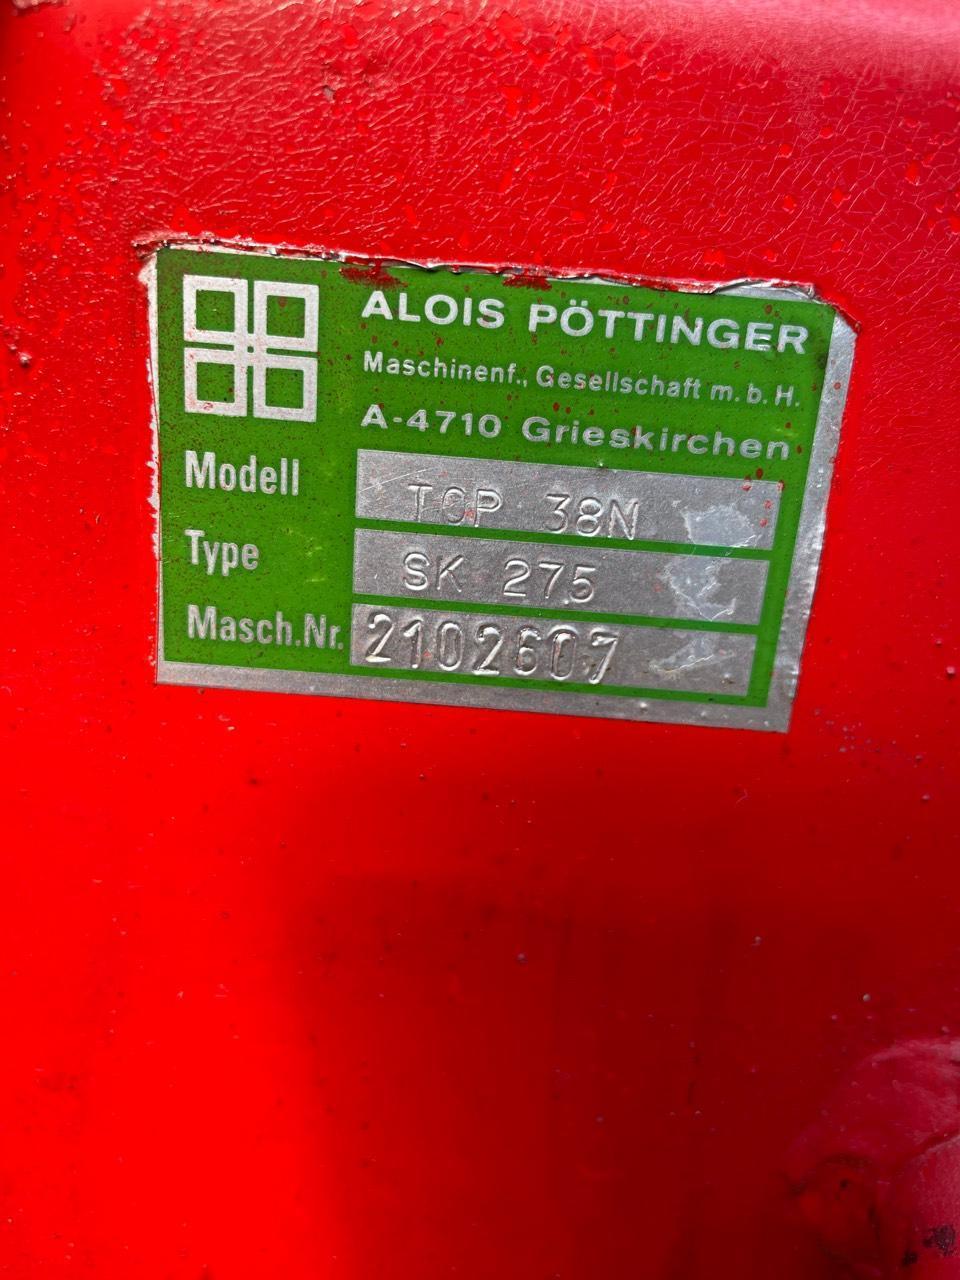 ALOIS PÖTTINGER
Maschinenf., Gesellschaft m.b.H.
A-4710 Grieskirchen
Modell TOP 38N
Type SK 275
Masch.Nr. 2102607